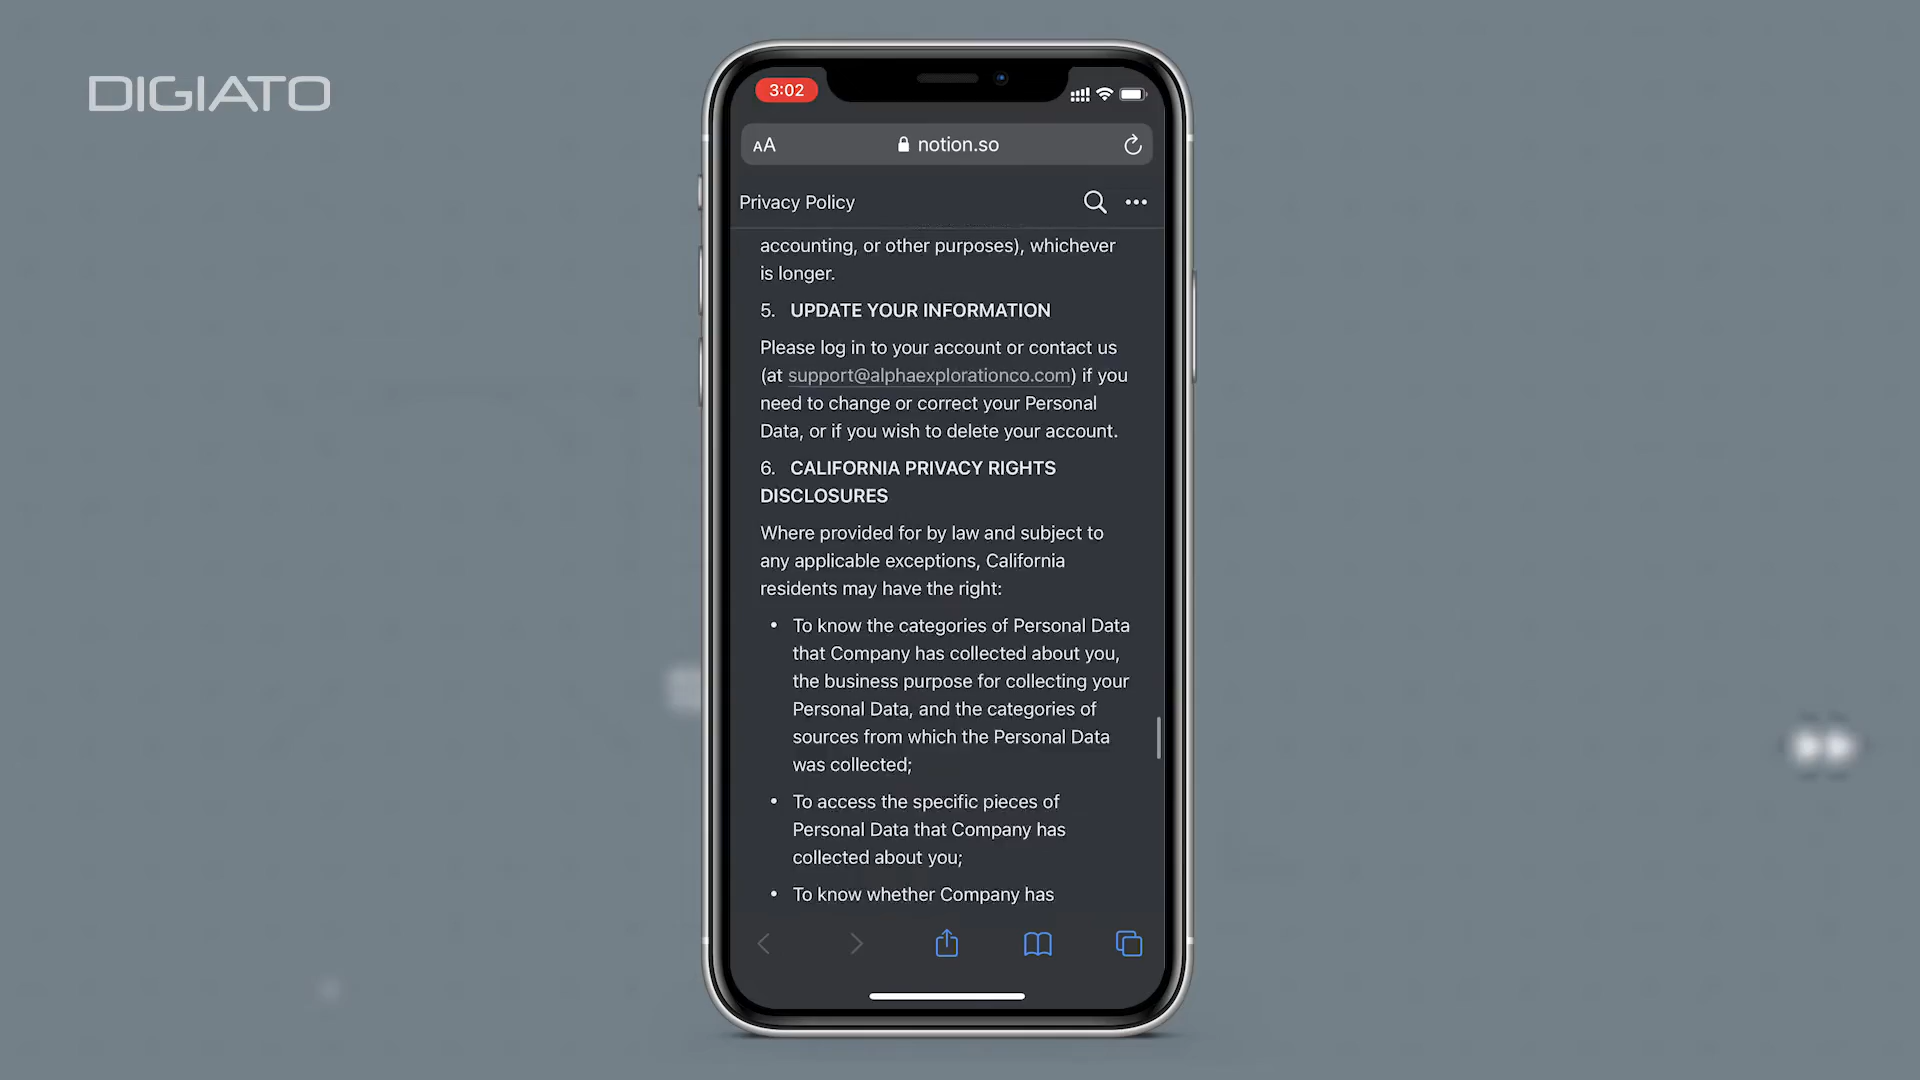 DIGIATO
3:02
AA
notion.so
Privacy Policy
accounting, or other purposes), whichever
is longer.
5. UPDATE YOUR INFORMATION
Please log in to your account or contact us
(at support@alphaexplorationco.com) if you
need to change or correct your Personal
Data, or if you wish to delete your account.
6. CALIFORNIA PRIVACY RIGHTS
DISCLOSURES
Where provided for by law and subject to
any applicable exceptions, California
residents may have the right:
• To know the categories of Personal Data
that Company has collected about you,
the business purpose for collecting your
Personal Data, and the categories of
sources from which the Personal Data
was collected;
• To access the specific pieces of
Personal Data that Company has
collected about you;
• To know whether Company has